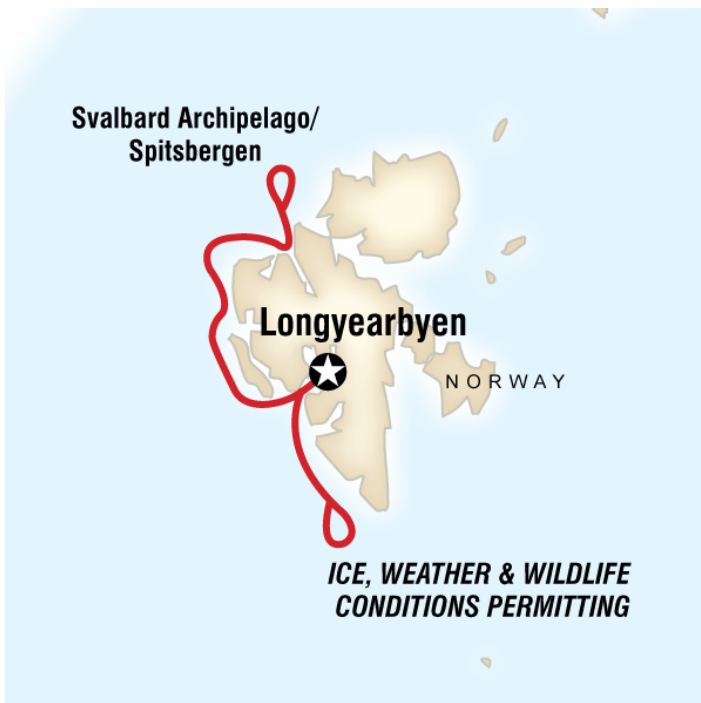 Svalbard Archipelago/
Spitsbergen
Longyearbyen
NORWAY
ICE, WEATHER & WILDLIFE
CONDITIONS PERMITTING